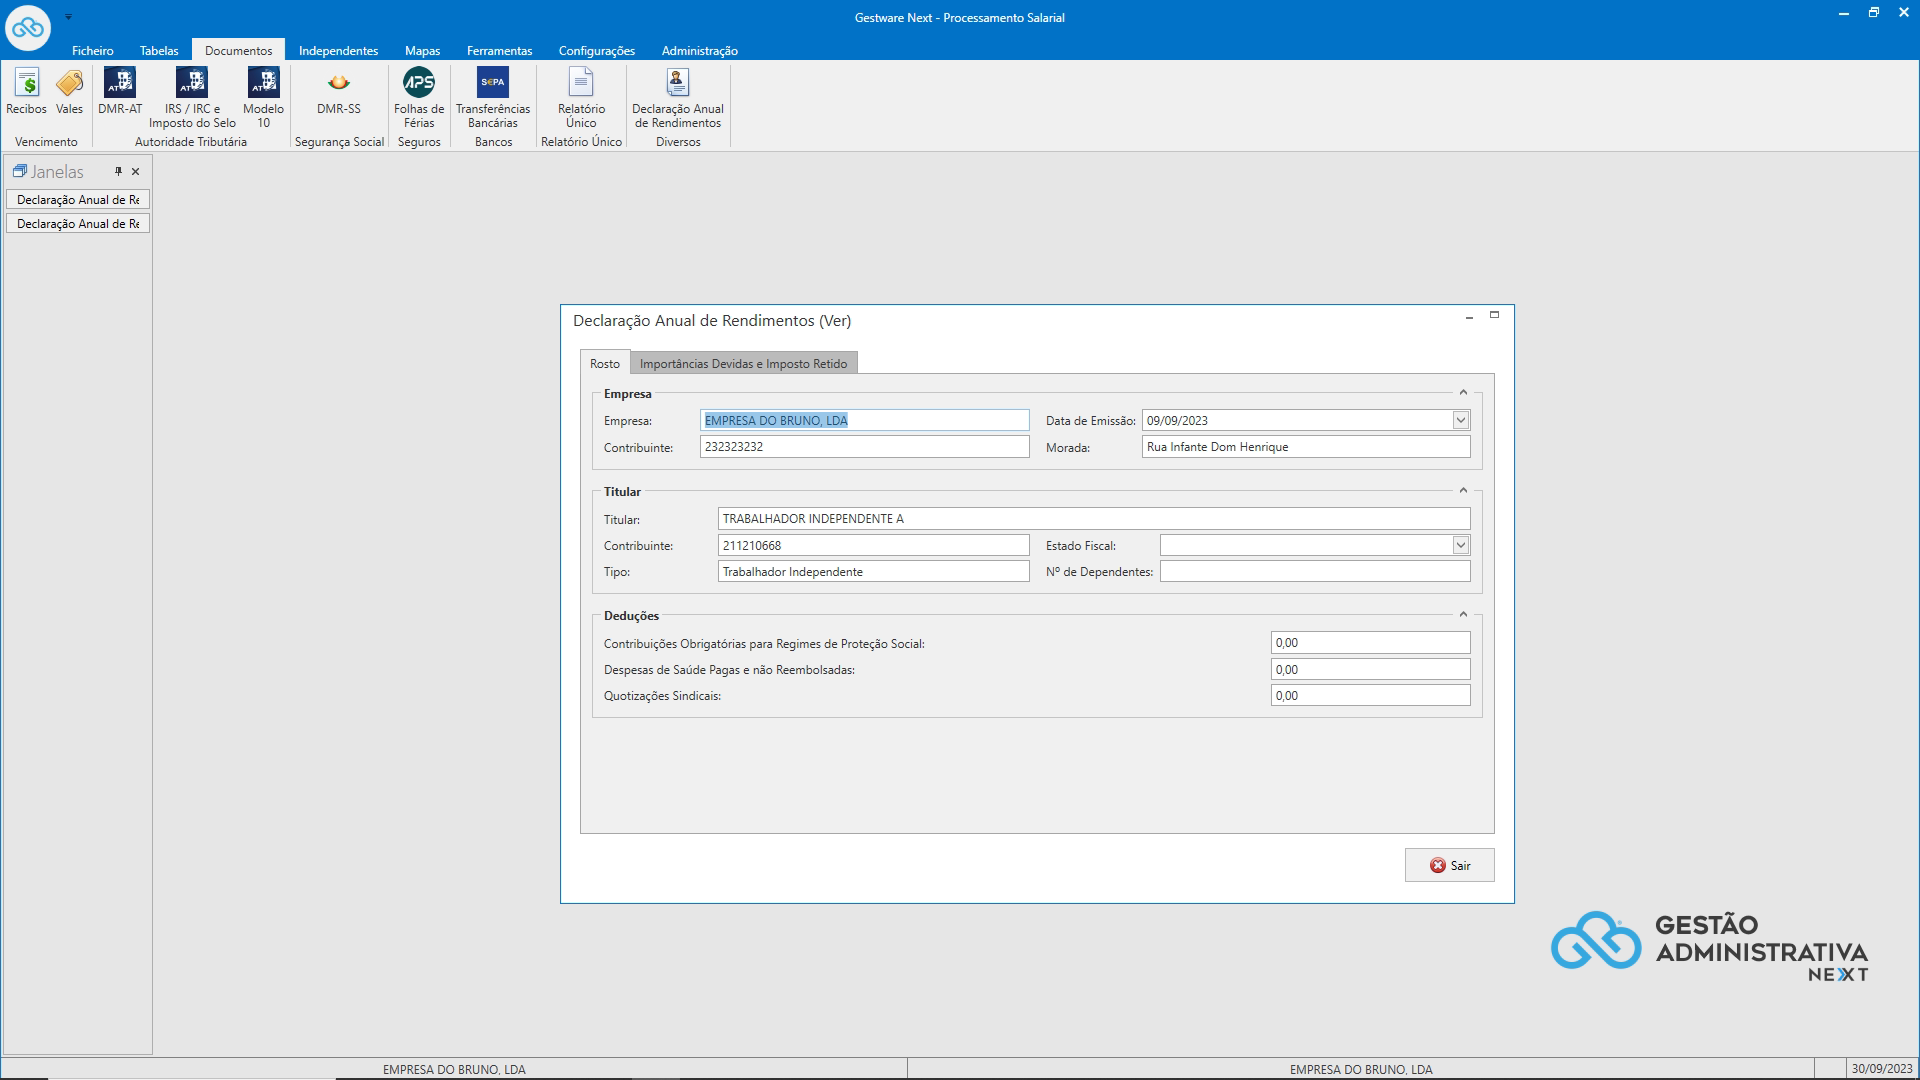 Gestware Next - Processamento Salarial
Ficheiro Tabelas Documentos Independentes Mapas Ferramentas Configurações Administração
Recibos Vales
Vencimento
AT AT AT
DMR-AT IRS / IRC e Imposto do Selo Modelo 10
Autoridade Tributária
DMR-SS
Segurança Social
APS
Folhas de Férias
Seguros
S€PA
Transferências Bancárias
Bancos
Relatório Único
Relatório Único
Declaração Anual de Rendimentos
Diversos
Janelas
Declaração Anual de Re
Declaração Anual de Re
Declaração Anual de Rendimentos (Ver)
Rosto Importâncias Devidas e Imposto Retido
Empresa
Empresa: EMPRESA DO BRUNO, LDA Data de Emissão: 09/09/2023
Contribuinte: 232323232 Morada: Rua Infante Dom Henrique
Titular
Titular: TRABALHADOR INDEPENDENTE A
Contribuinte: 211210668 Estado Fiscal:
Tipo: Trabalhador Independente Nº de Dependentes:
Deduções
Contribuições Obrigatórias para Regimes de Proteção Social: 0,00
Despesas de Saúde Pagas e não Reembolsadas: 0,00
Quotizações Sindicais: 0,00
Sair
GESTÃO
ADMINISTRATIVA
NEXT
EMPRESA DO BRUNO, LDA EMPRESA DO BRUNO, LDA 30/09/2023